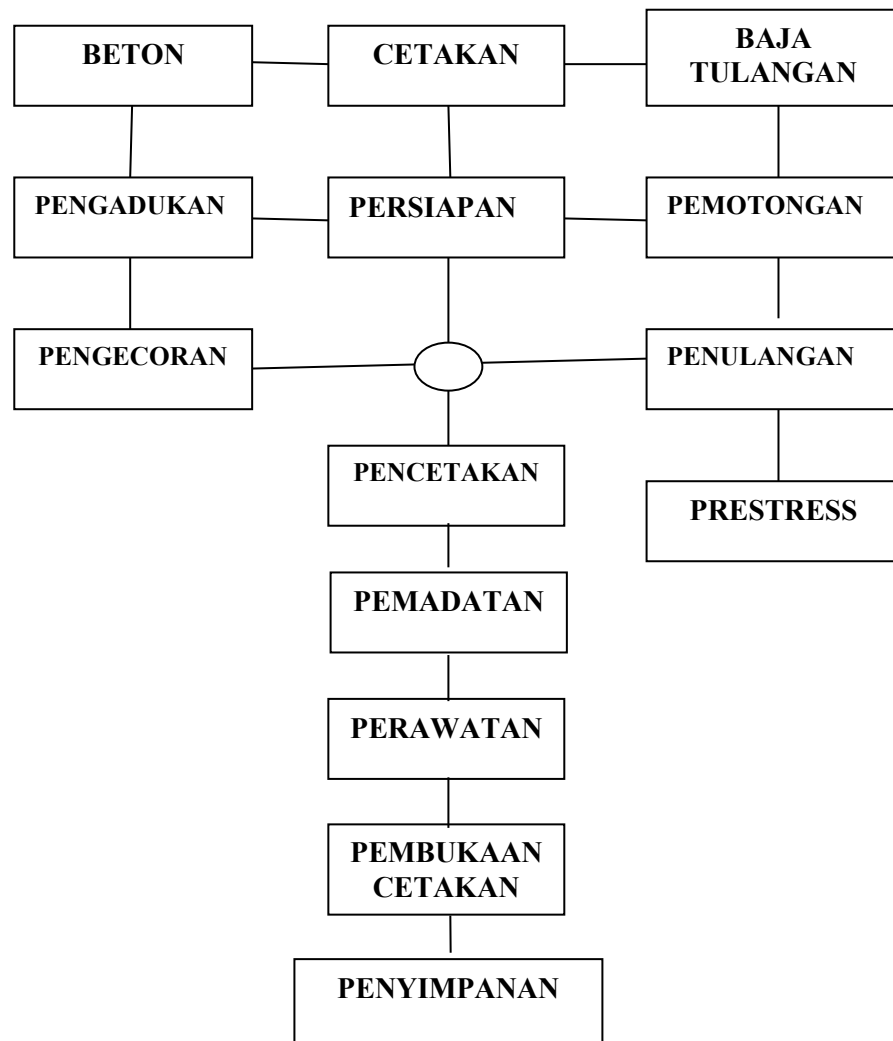 BETON
CETAKAN
BAJA
TULANGAN
PENGADUKAN
PERSIAPAN
PEMOTONGAN
PENGECORAN
PENULANGAN
PENCETAKAN
PRESTRESS
PEMADATAN
PERAWATAN
PEMBUKAAN
CETAKAN
PENYIMPANAN